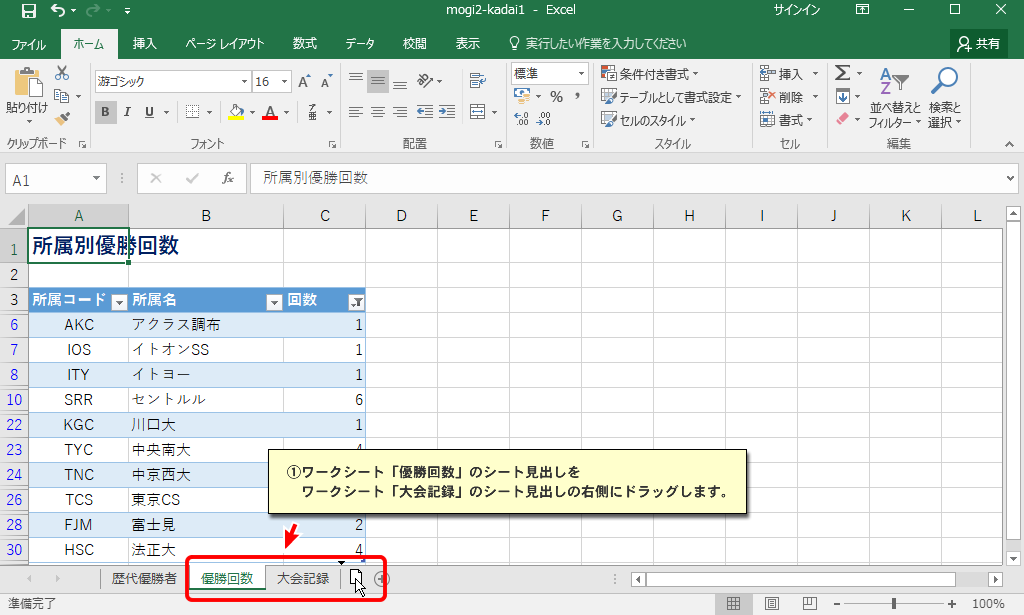 mogi2-kadai1 - Excel
サインイン
ファイル ホーム 挿入 ページ レイアウト 数式 データ 校閲 表示 実行したい作業を入力してください 共有
貼り付け
クリップボード
游ゴシック 16
B I U
フォント
配置
標準
% ,
数値
条件付き書式
テーブルとして書式設定
セルのスタイル
スタイル
挿入
削除
書式
セル
並べ替えと
フィルター
検索と
選択
編集
A1 fx 所属別優勝回数
A B C D E F G H I J K L
1 所属別優勝回数
2
3 所属コード 所属名 回数
6 AKC アクラス調布 1
7 IOS イトオンSS 1
8 ITY イトヨー 1
10 SRR セントルル 6
22 KGC 川口大 1
23 TYC 中央南大
24 TNC 中京西大
26 TCS 東京CS
28 FJM 富士見 2
30 HSC 法正大 4
①ワークシート「優勝回数」のシート見出しを
ワークシート「大会記録」のシート見出しの右側にドラッグします。
歴代優勝者 優勝回数 大会記録
準備完了 100%